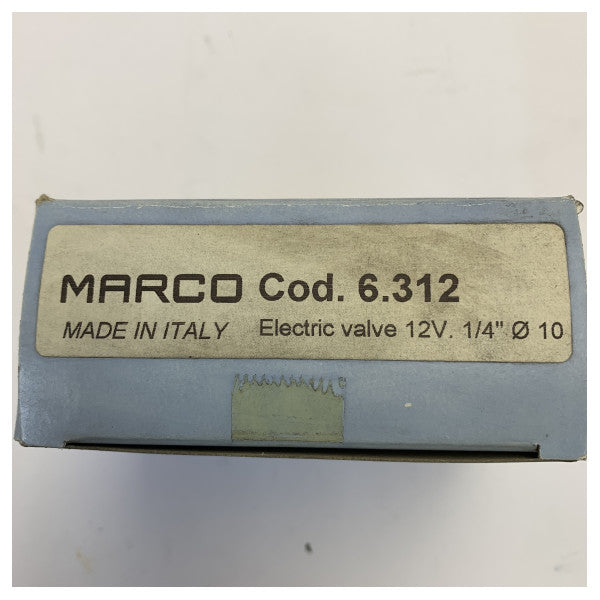 MARCO Cod. 6.312
MADE IN ITALY Electric valve 12V. 1/4" Ø 10